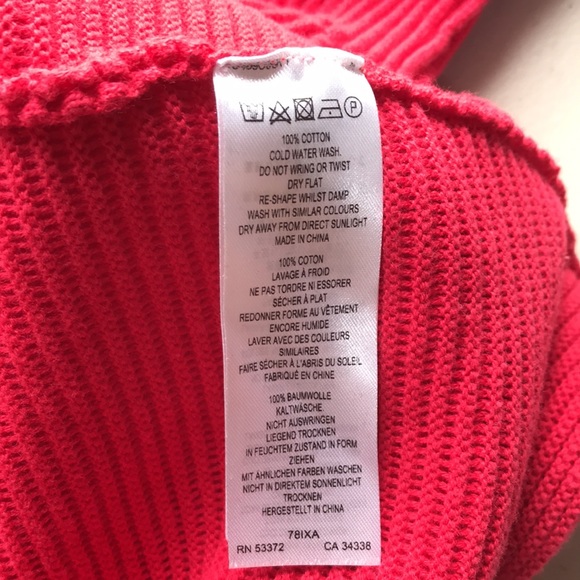 P
100% COTTON
COLD WATER WASH.
DO NOT WRING OR TWIST
DRY FLAT
RE-SHAPE WHILST DAMP
WASH WITH SIMILAR COLOURS
DRY AWAY FROM DIRECT SUNLIGHT
MADE IN CHINA
100% COTON
LAVAGE À FROID
NE PAS TORDRE NI ESSORER
SÉCHER À PLAT
REDONNER FORME AU VÊTEMENT
ENCORE HUMIDE
LAVER AVEC DES COULEURS
SIMILAIRES
FAIRE SÉCHER À L'ABRIS DU SOLEIL
FABRIQUÉ EN CHINE
100% BAUMWOLLE
KALTWÄSCHE
NICHT AUSWRINGEN
LIEGEND TROCKNEN
IN FEUCHTEM ZUSTAND IN FORM
ZIEHEN
MIT ÄHNLICHEN FARBEN WASCHEN
NICHT IN DIREKTEM SONNENLICHT
TROCKNEN
HERGESTELLT IN CHINA
78IXA
RN 53372 CA 34338